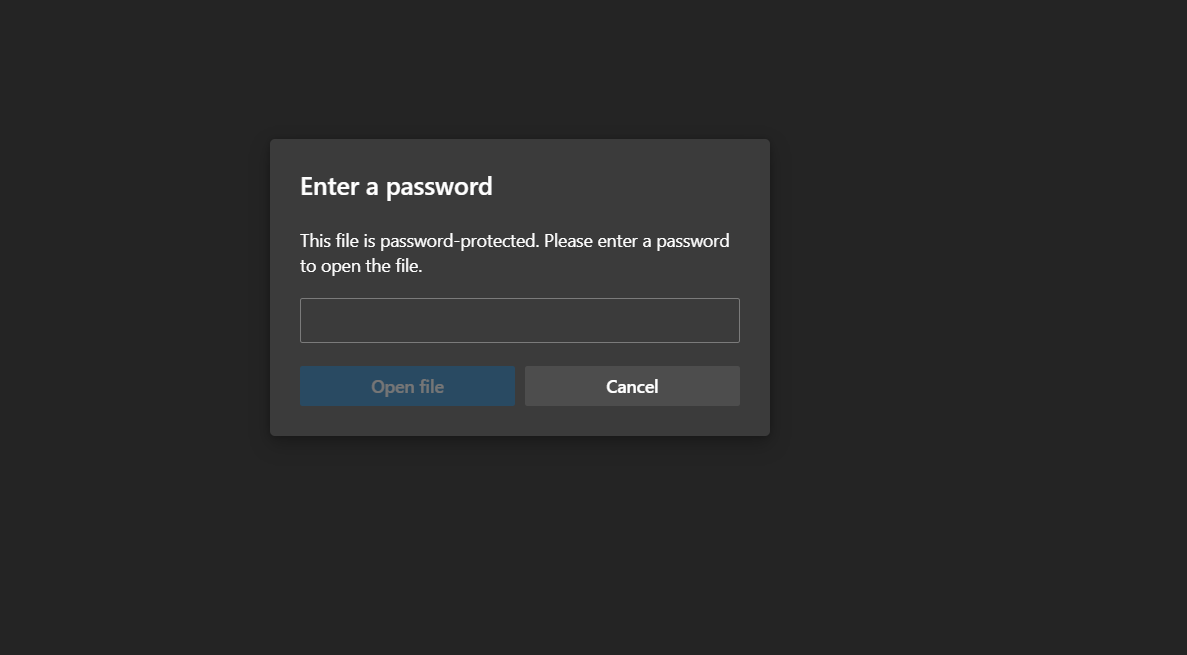 Enter a password
This file is password-protected. Please enter a password
to open the file.
Open file
Cancel